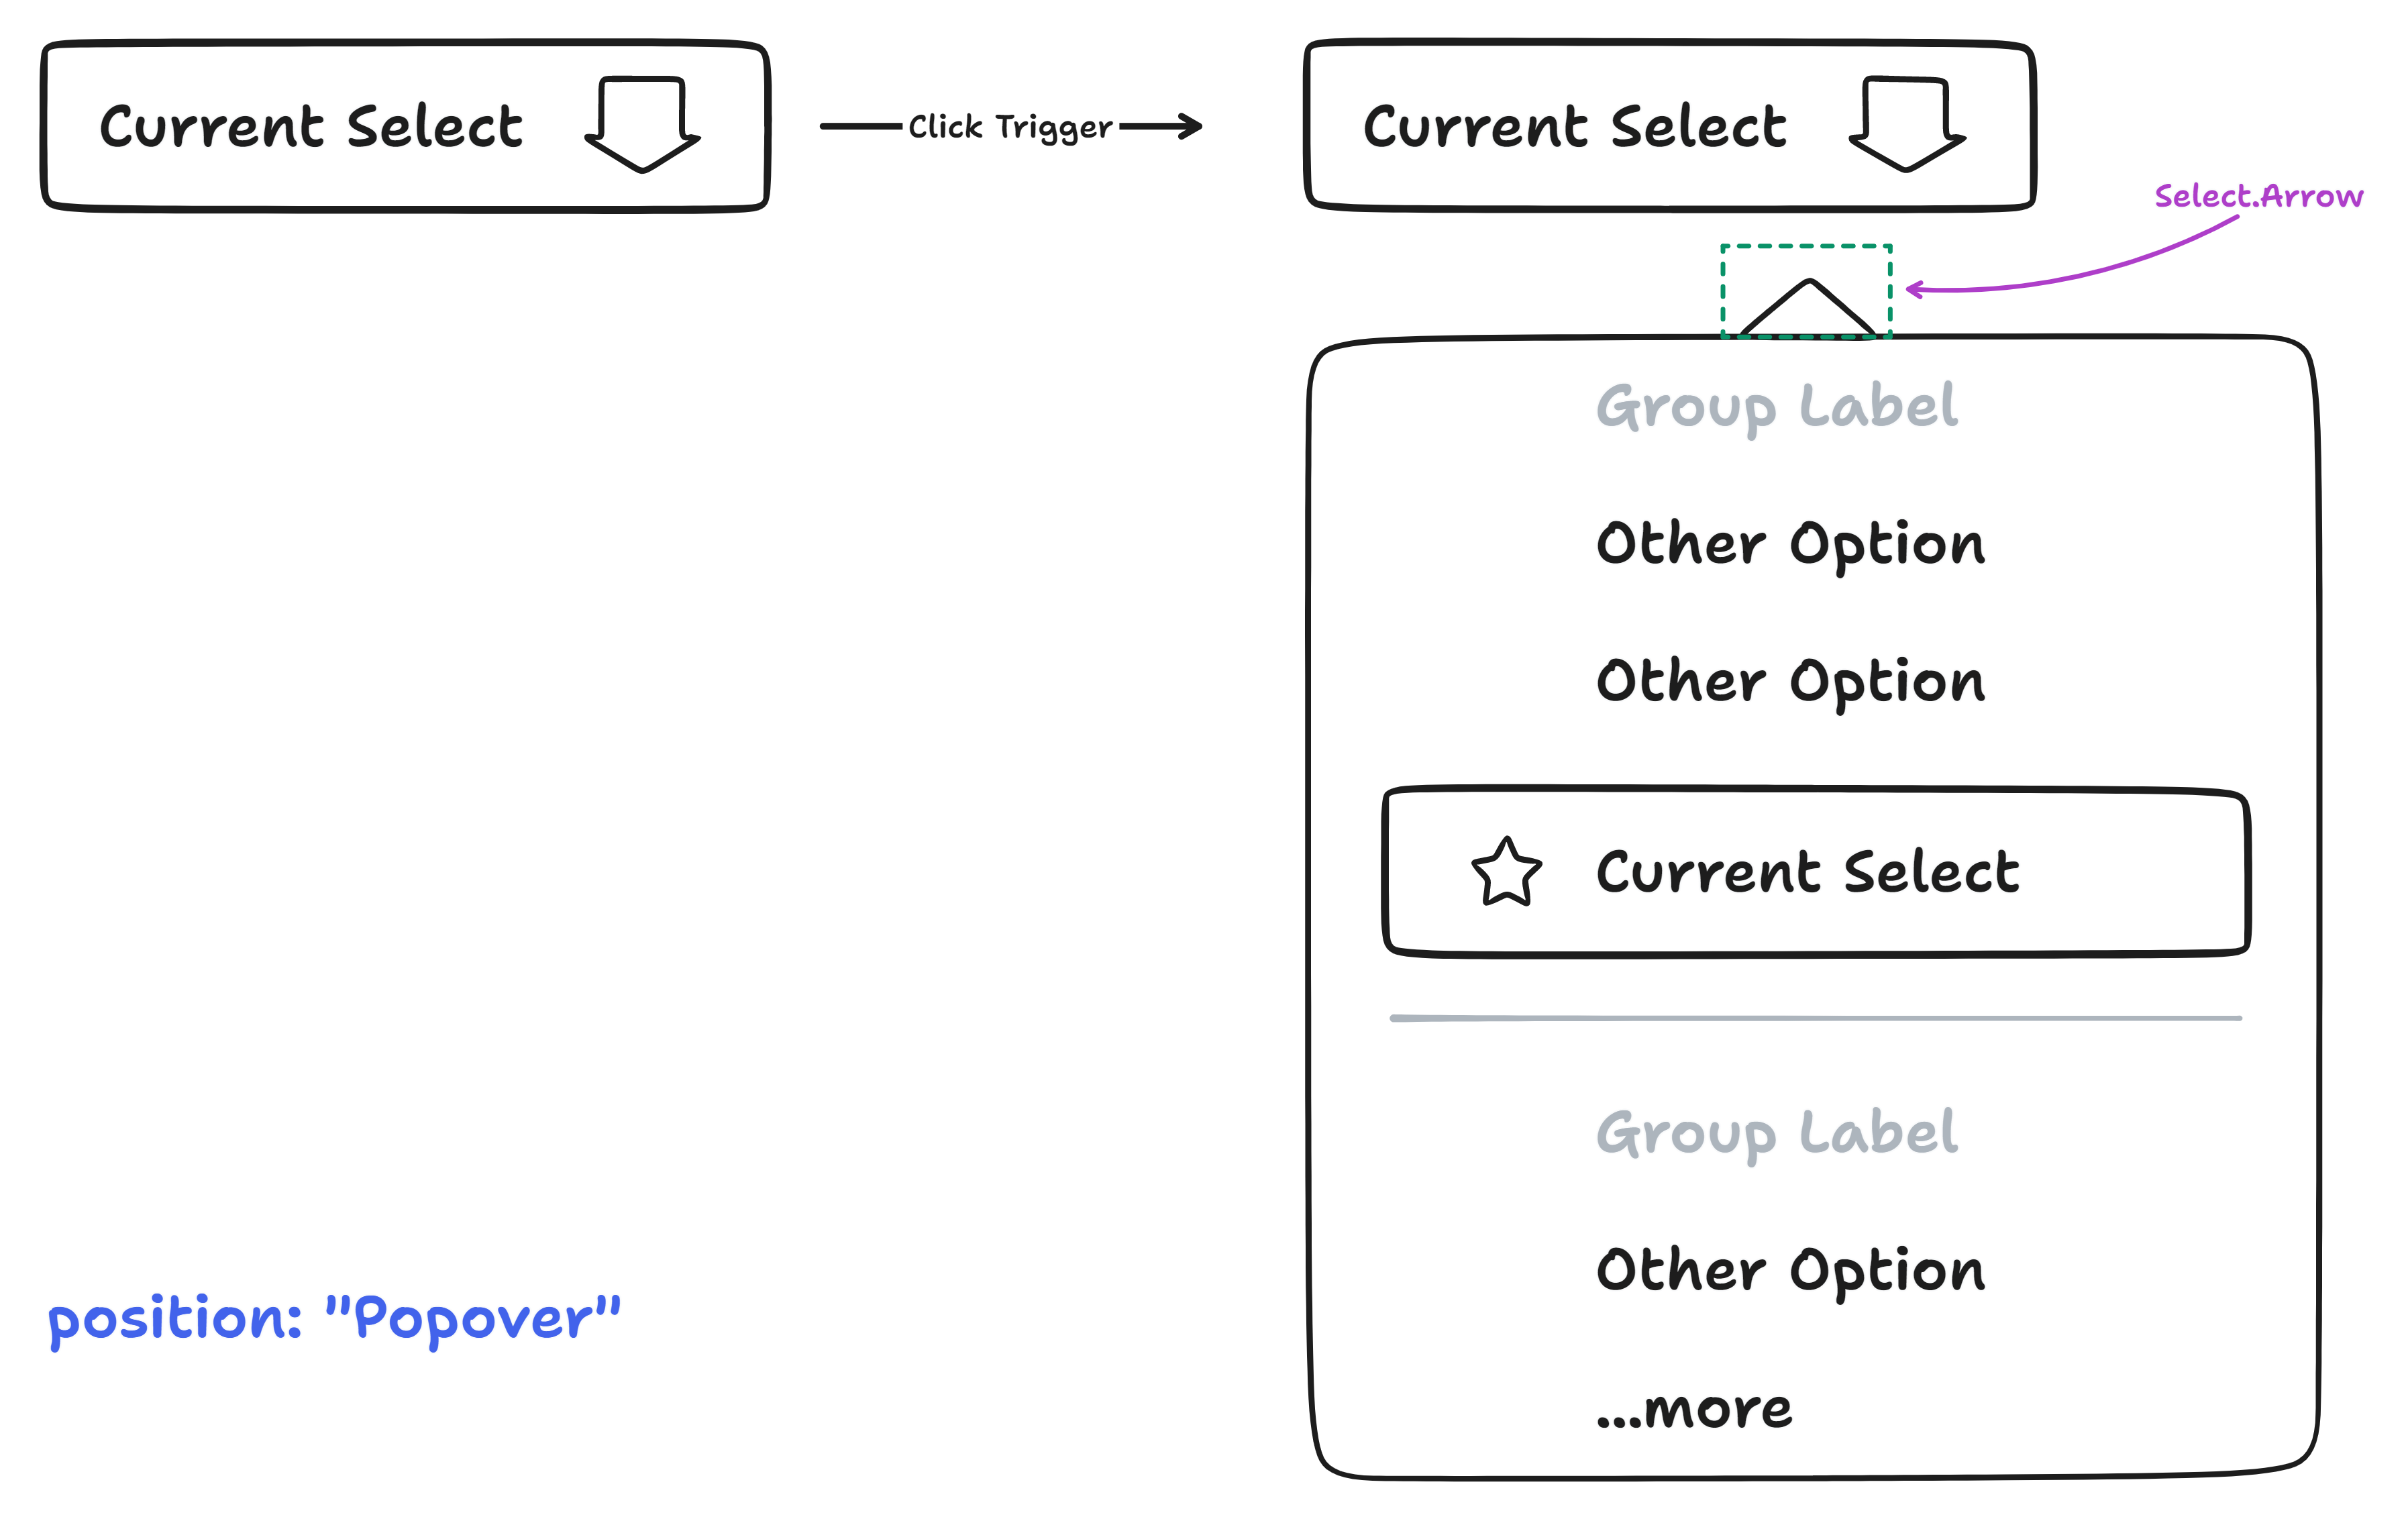 Current Select
Click Trigger
Current Select
Select.Arrow
Group Label
Other Option
Other Option
Current Select
Group Label
Other Option
...more
position: "Popover"